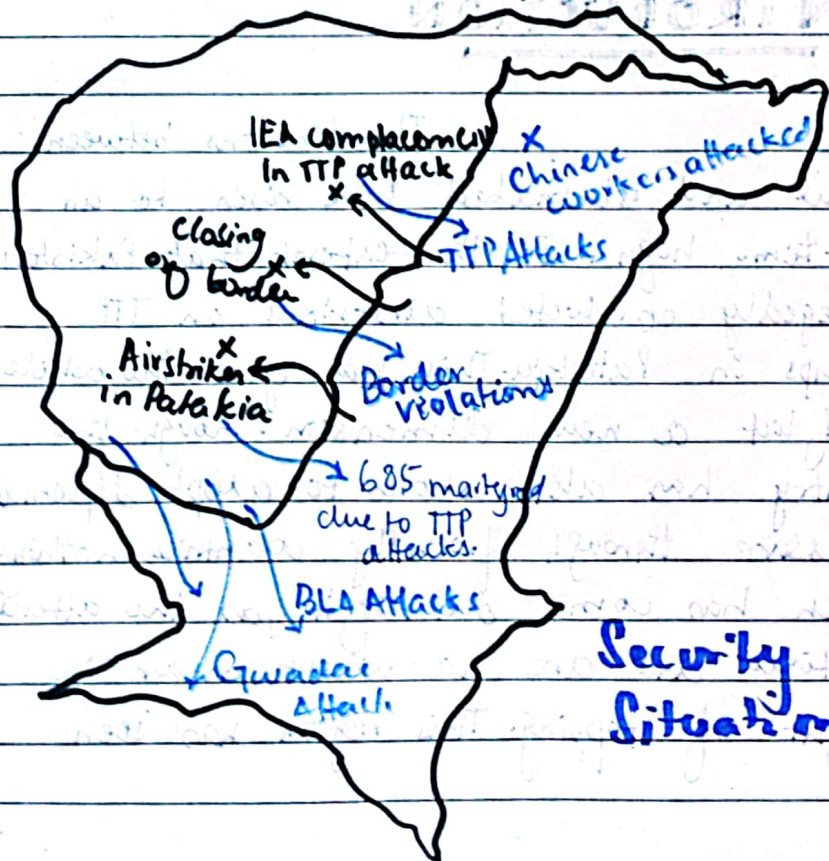 IEA complacency
in TTP attack
x
x
Chinese
workers attacked
TTP Attacks
Closing
of border
x
Border
violations
Airstrikes
x
in Patakia
685 martyred
due to TTP
attacks.
BLA Attacks
Gwadar
Attack
Security
Situation